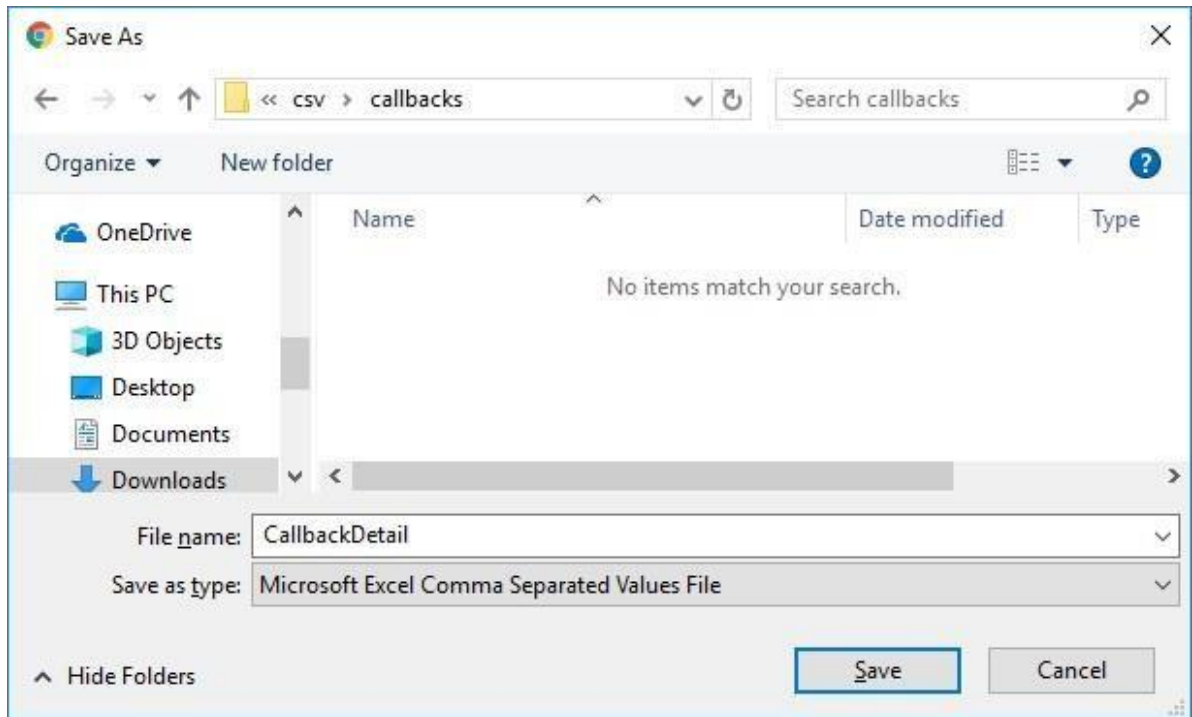 Save As
« csv › callbacks
Search callbacks
Organize
New folder
Name
Date modified
Type
OneDrive
No items match your search.
This PC
3D Objects
Desktop
Documents
Downloads
File name: CallbackDetail
Save as type: Microsoft Excel Comma Separated Values File
Hide Folders
Save
Cancel